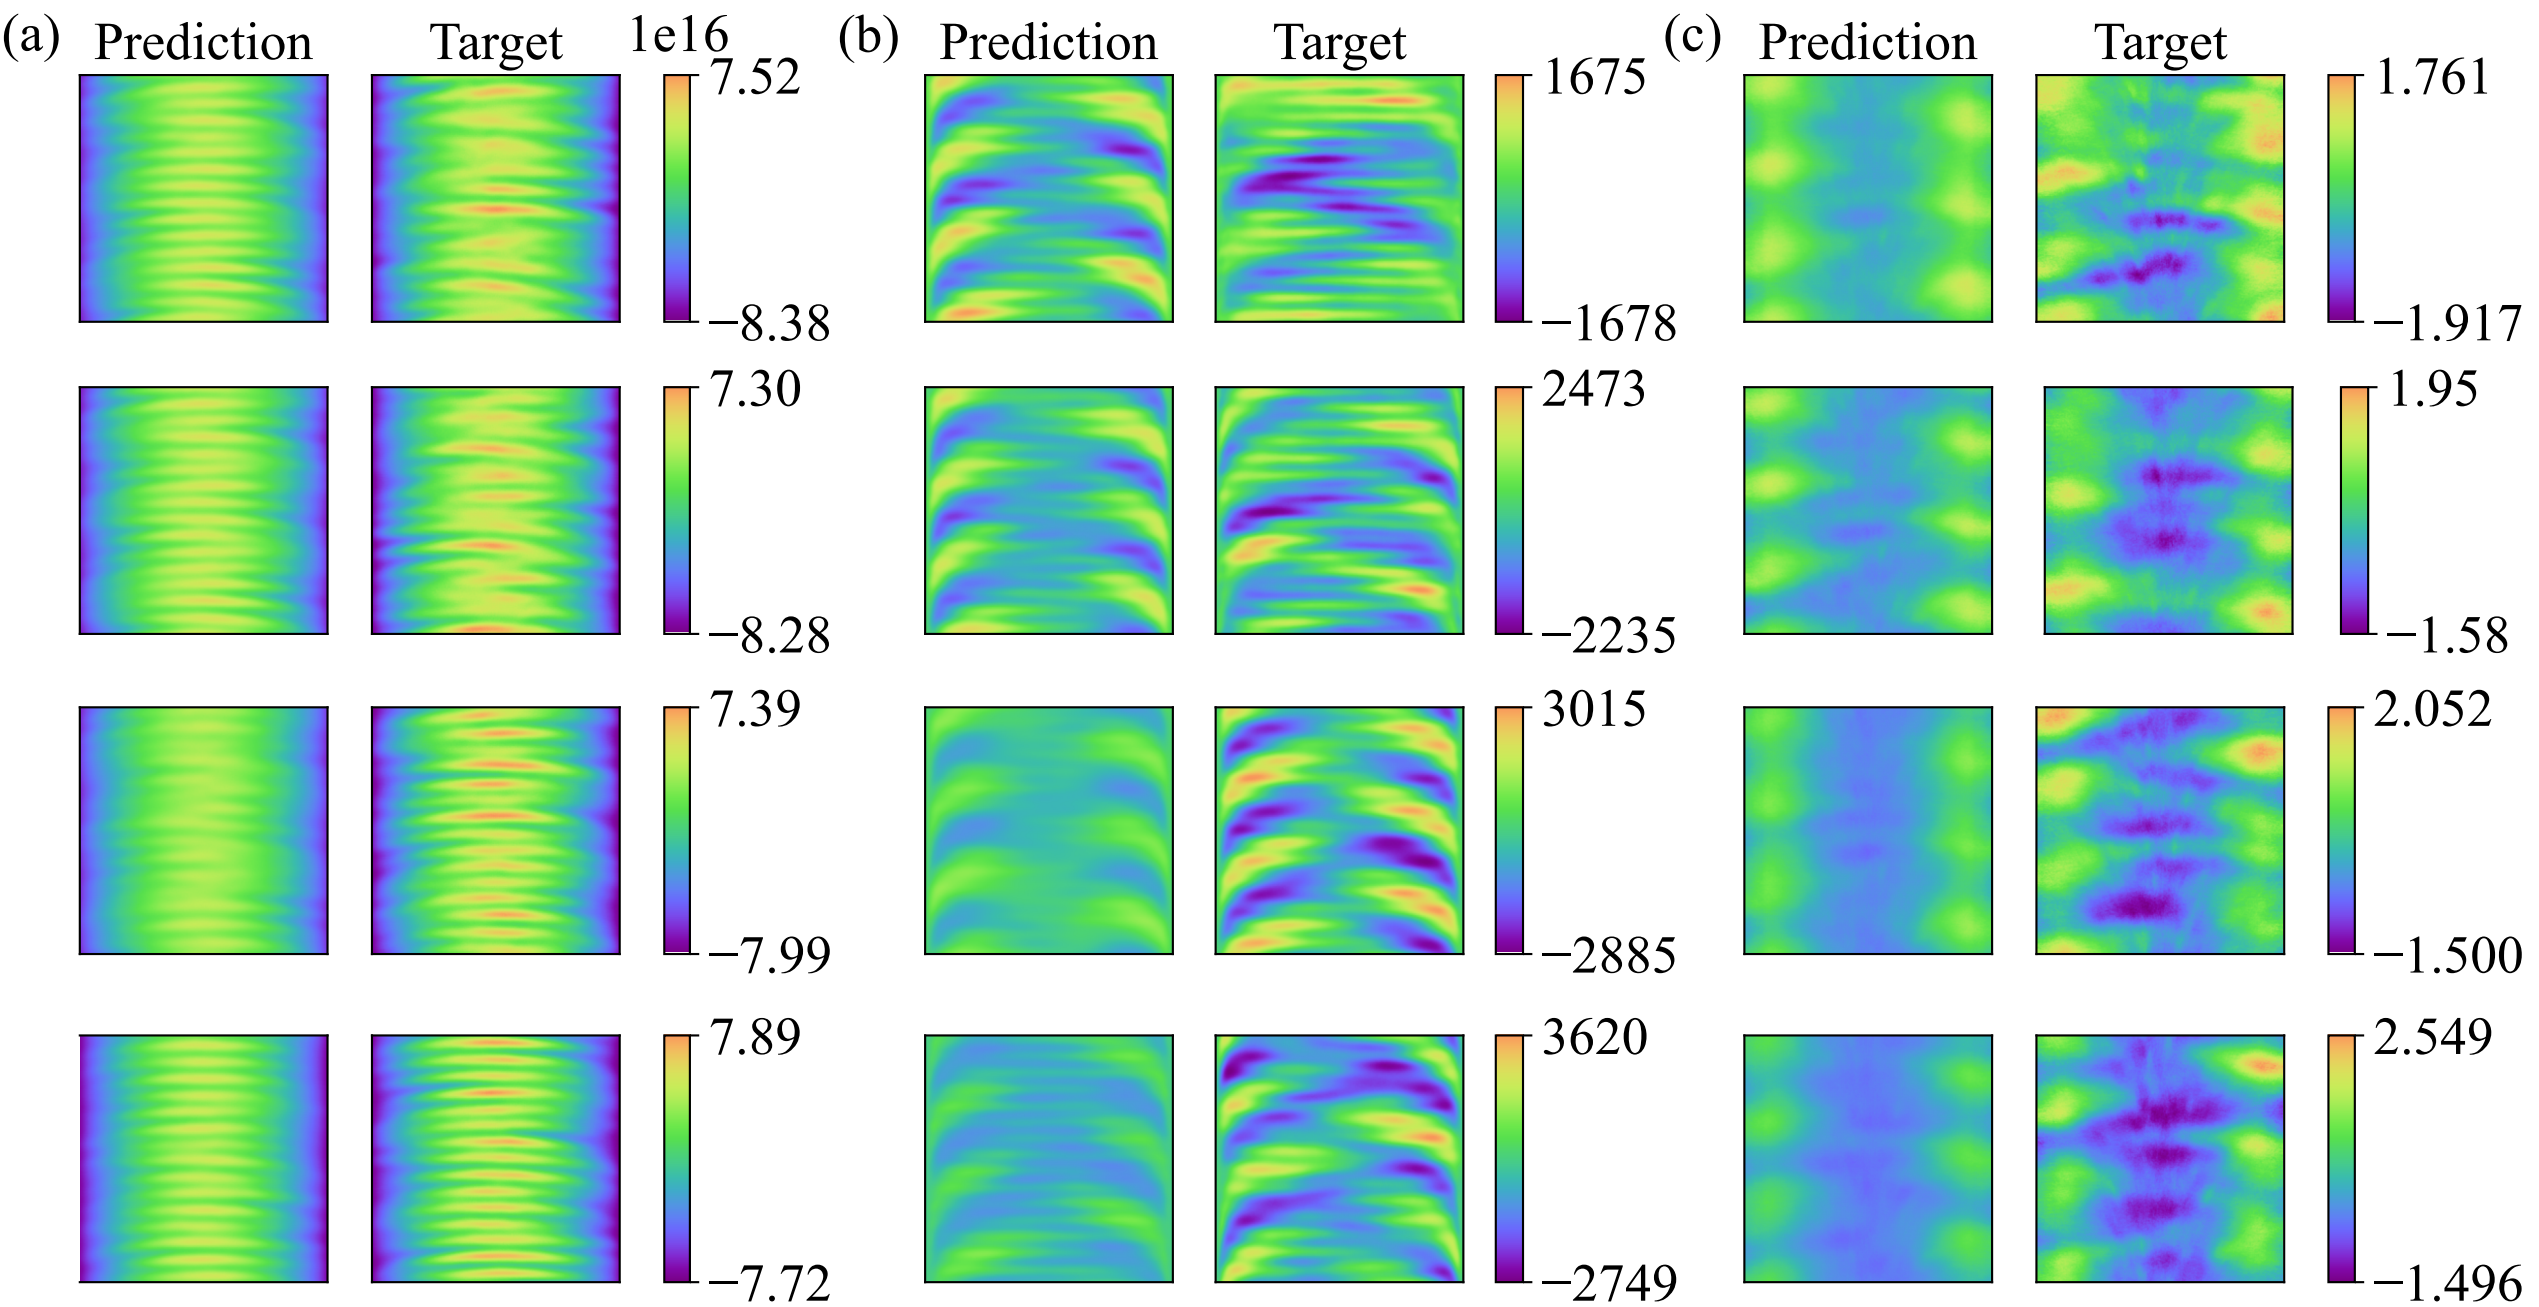 (a) Prediction Target 1e16 (b) Prediction Target (c) Prediction Target
7.52 1675 1.761
−8.38 −1678 −1.917
7.30 2473 1.95
−8.28 −2235 −1.58
7.39 3015 2.052
−7.99 −2885 −1.500
7.89 3620 2.549
−7.72 −2749 −1.496